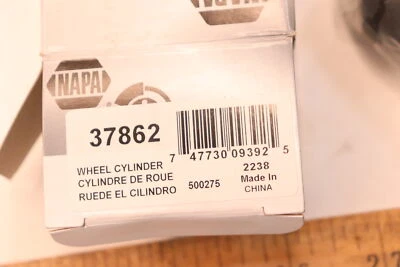 NAPA
NAPA
37862
7 47730 09392 5
WHEEL CYLINDER
CYLINDRE DE ROUE
RUEDE EL CILINDRO
500275
2238
Made In
CHINA